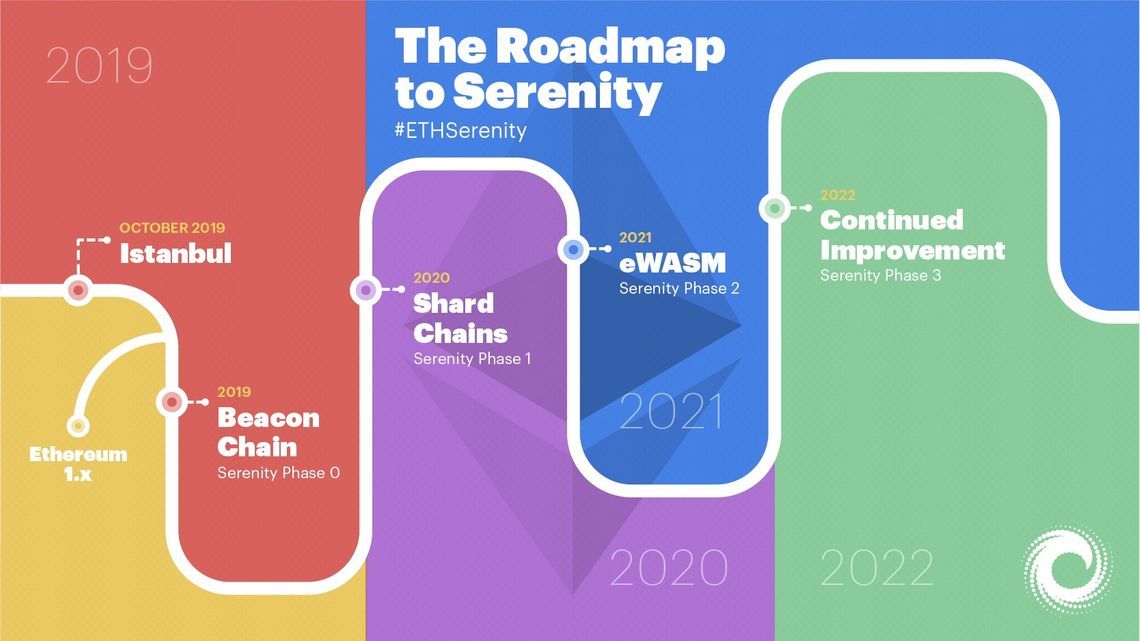 2019
The Roadmap
to Serenity
#ETHSerenity
OCTOBER 2019
Istanbul
Ethereum
1.x
2019
Beacon
Chain
Serenity Phase 0
2020
Shard
Chains
Serenity Phase 1
2021
eWASM
Serenity Phase 2
2021
2022
Continued
Improvement
Serenity Phase 3
2020
2022